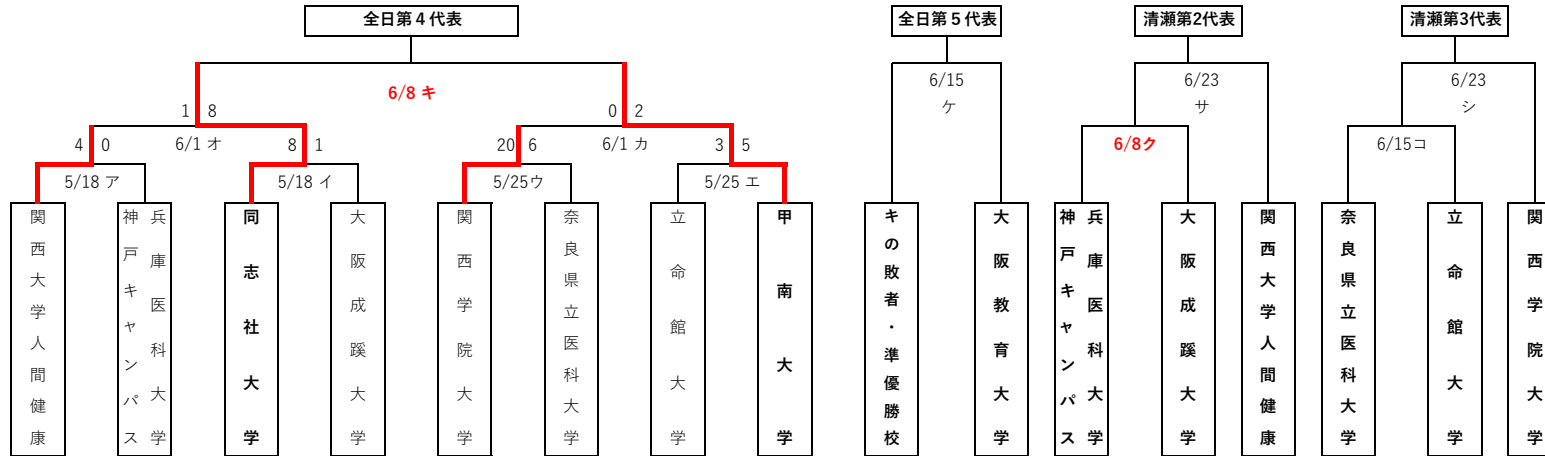 全日第４代表
全日第５代表
清瀬第2代表
清瀬第3代表
6/8 キ
6/15
ケ
6/23
サ
6/23
シ
1 8
0 2
4 0
6/1 オ
8 1
20 6
6/1 カ
3 5
6/8ク
6/15コ
5/18 ア
5/18 イ
5/25ウ
5/25 エ
関西大学人間健康
兵庫医科大学
神戸キャンパス
同志社大学
大阪成蹊大学
関西学院大学
奈良県立医科大学
立命館大学
甲南大学
キの敗者・準優勝校
大阪教育大学
兵庫医科大学
神戸キャンパス
大阪成蹊大学
関西大学人間健康
奈良県立医科大学
立命館大学
関西学院大学